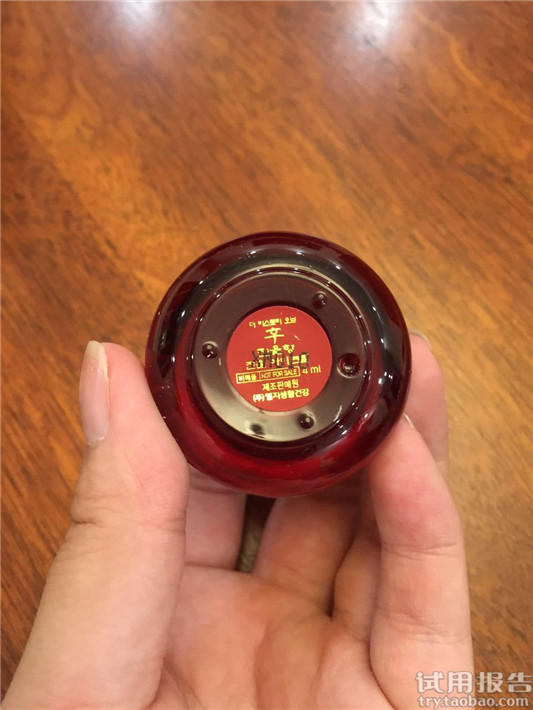 더 히스토리 오브
후
비매품 NOT FOR SALE 4 ml
제조판매원
(주)엘지생활건강
试用报告
try.taobao.com